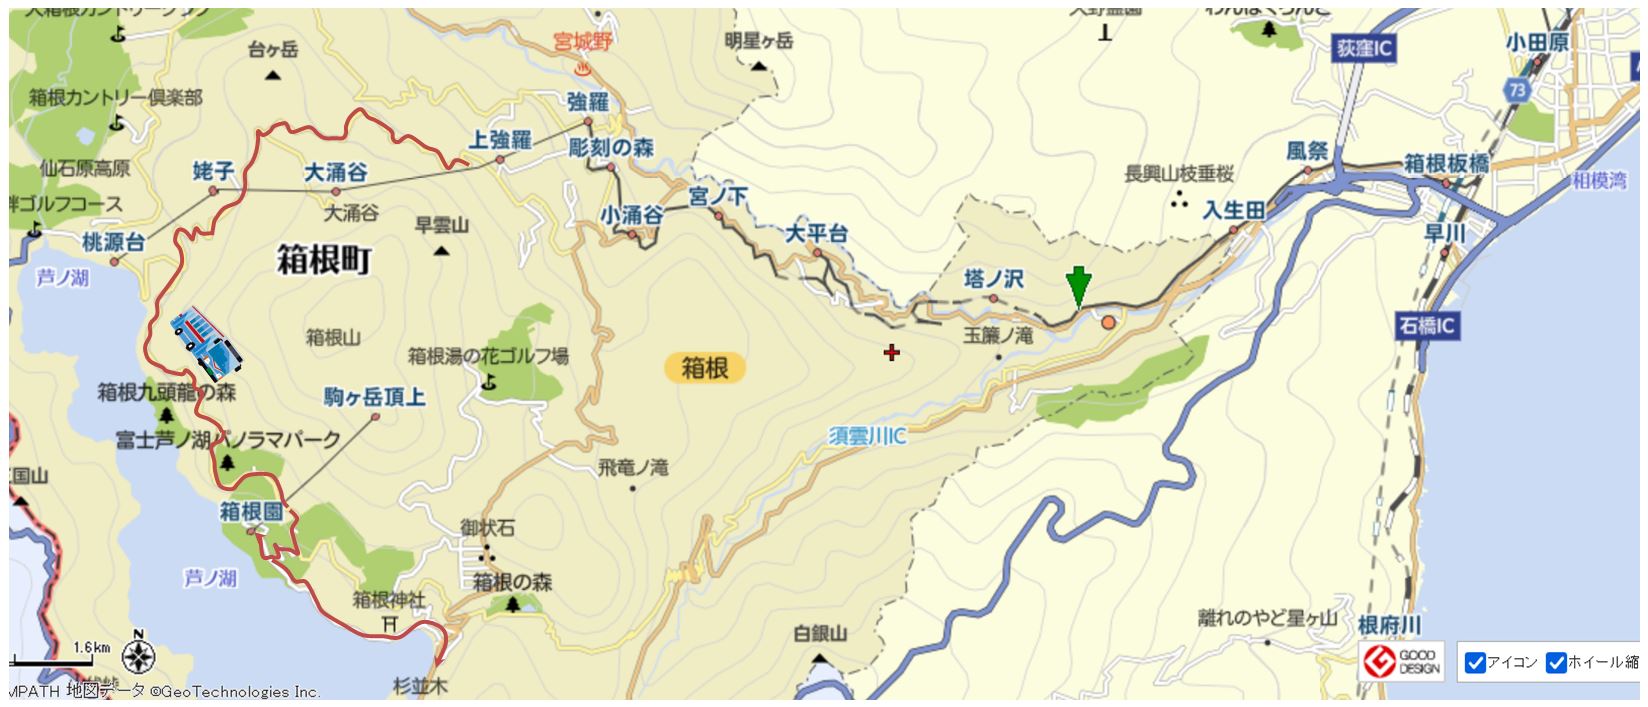 宮城野
明星ヶ岳
台ヶ岳
荻窪IC
小田原
73
箱根カントリー倶楽部
強羅
上強羅
彫刻の森
仙石原高原
姥子
大涌谷
大涌谷
長興山枝垂桜
風祭
箱根板橋
相模湾
宮ノ下
小涌谷
入生田
早川
桃源台
早雲山
大平台
箱根町
芦ノ湖
塔ノ沢
石橋IC
箱根山
玉簾ノ滝
箱根湯の花ゴルフ場
箱根
箱根九頭龍の森
駒ヶ岳頂上
富士芦ノ湖パノラマパーク
須雲川IC
飛竜ノ滝
箱根園
御状石
芦ノ湖
箱根の森
箱根神社
離れのやど星ヶ山
根府川
白銀山
N
1.6km
杉並木
GOOD
DESIGN
アイコン
ホイール縮
地図データ ©GeoTechnologies Inc.